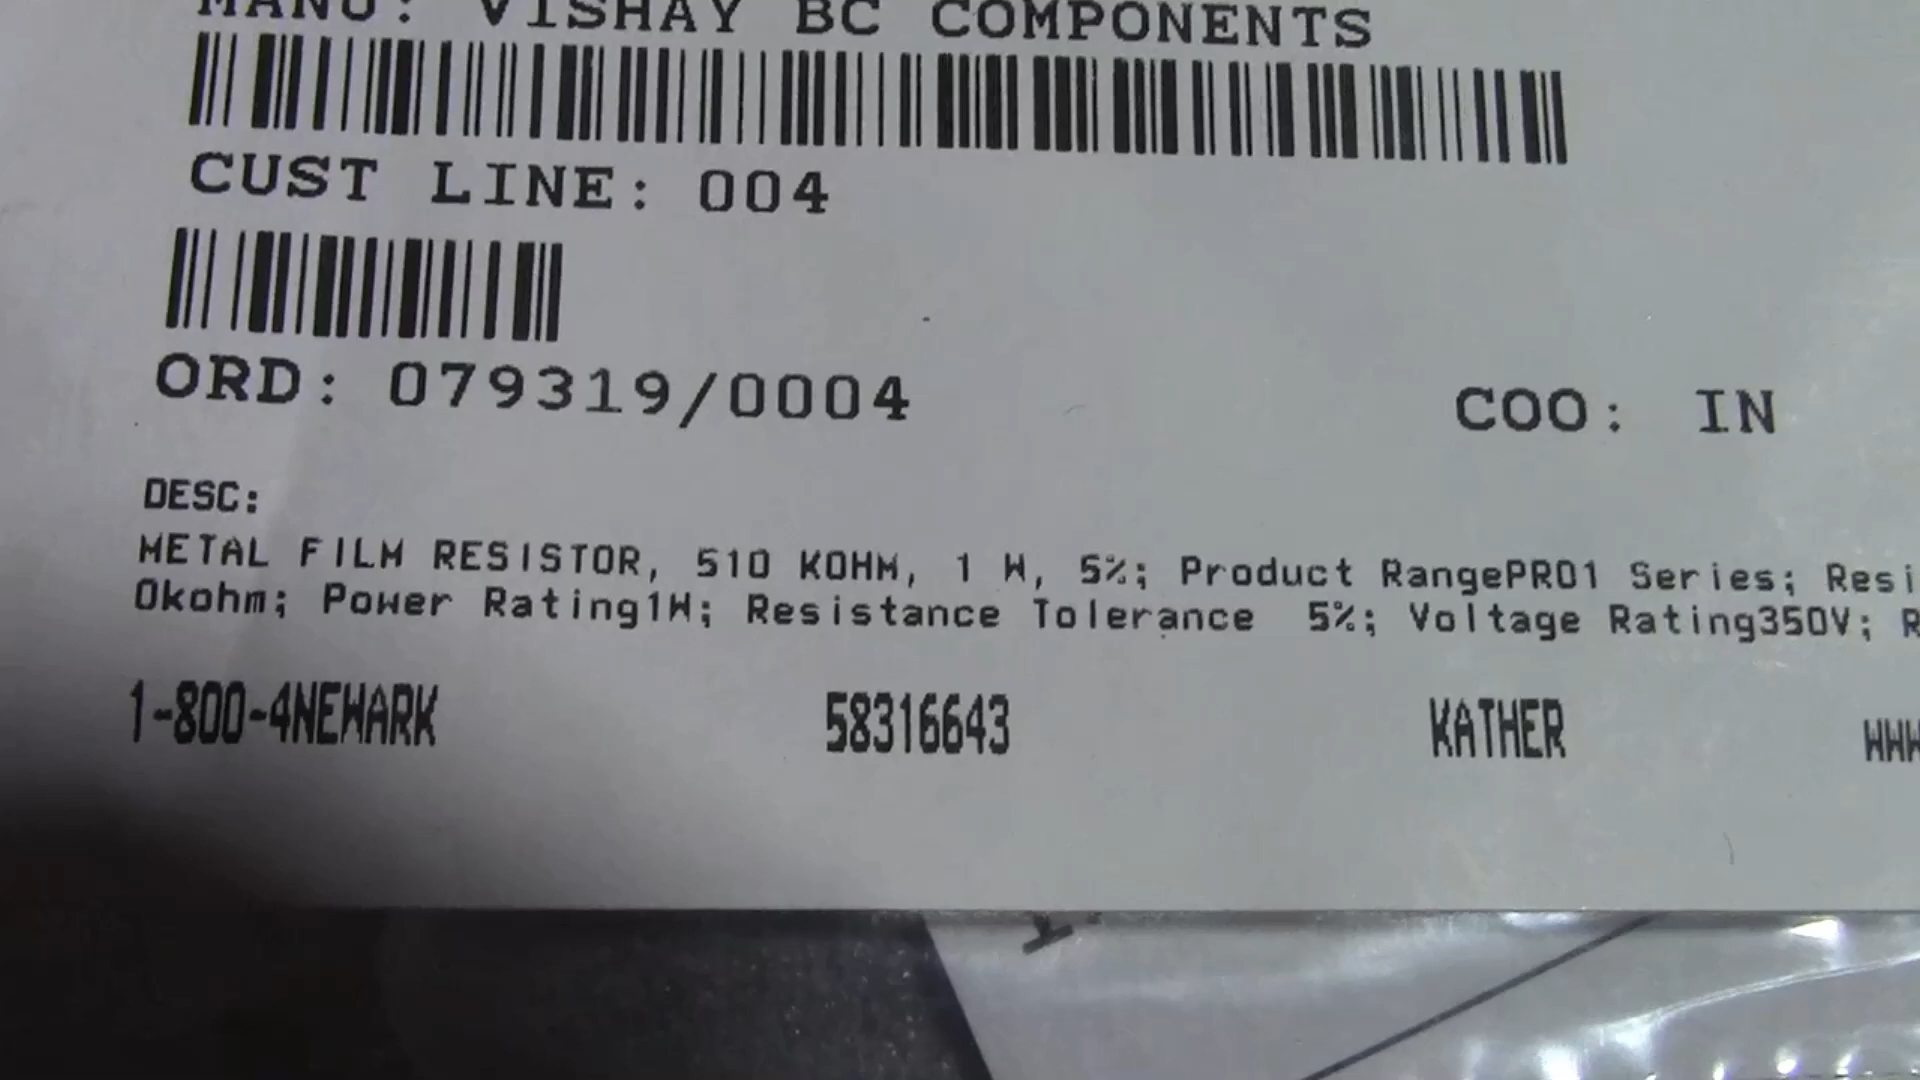 MANU: VISHAY BC COMPONENTS
CUST LINE: 004
ORD: 079319/0004
COO: IN
DESC:
METAL FILM RESISTOR, 510 KOHM, 1 W, 5%; Product RangePR01 Series; Resi
0kohm; Power Rating1W; Resistance Tolerance 5%; Voltage Rating350V; R
1-800-4NEWARK 58316643 KATHER WWW